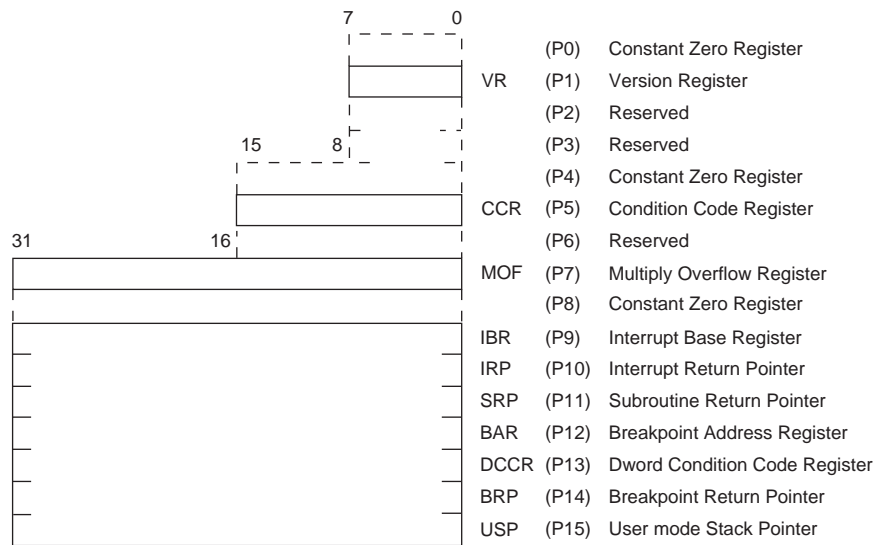 7 0
(P0) Constant Zero Register
VR (P1) Version Register
(P2) Reserved
15 8 (P3) Reserved
(P4) Constant Zero Register
CCR (P5) Condition Code Register
31 16 (P6) Reserved
MOF (P7) Multiply Overflow Register
(P8) Constant Zero Register
IBR (P9) Interrupt Base Register
IRP (P10) Interrupt Return Pointer
SRP (P11) Subroutine Return Pointer
BAR (P12) Breakpoint Address Register
DCCR (P13) Dword Condition Code Register
BRP (P14) Breakpoint Return Pointer
USP (P15) User mode Stack Pointer